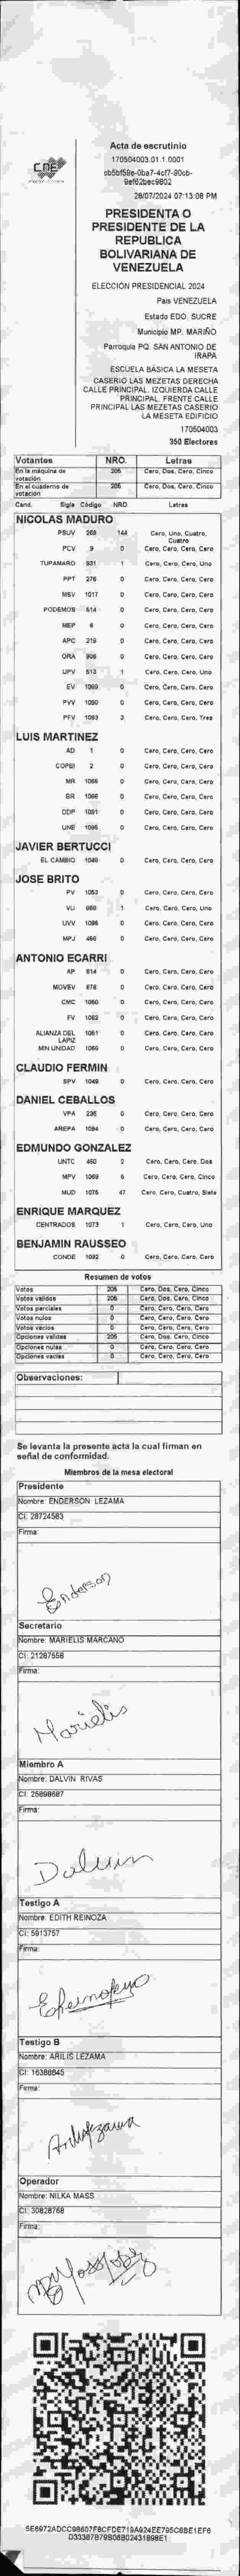 CNE
Acta de escrutinio
170504003.01.1.0001
28/07/2024 07:13:08 PM
PRESIDENTA O
PRESIDENTE DE LA
REPUBLICA
BOLIVARIANA DE
VENEZUELA
ELECCIÓN PRESIDENCIAL 2024
Pais VENEZUELA
Estado EDO. SUCRE
Municipio MP. MARIÑO
Parroquia PQ. SAN ANTONIO DE
IRAPA
ESCUELA BÁSICA LA MESETA
CASERIO LAS MEZETAS DERECHA
CALLE PRINCIPAL. IZQUIERDA CALLE
PRINCIPAL. FRENTE CALLE
PRINCIPAL LAS MEZETAS CASERIO
LA MESETA EDIFICIO
170504003
350 Electores
Votantes NRO. Letras
En la máquina de votación 205 Cero, Dos, Cero, Cinco
En el cuaderno de votación 205 Cero, Dos, Cero, Cinco
Cand. Sigla Código NRO. Letras
NICOLAS MADURO
PSUV 269 144 Cero, Uno, Cuatro, Cuatro
PCV 9 0 Cero, Cero, Cero, Cero
TUPAMARO 931 1 Cero, Cero, Cero, Uno
PPT 276 0 Cero, Cero, Cero, Cero
MSV 1017 0 Cero, Cero, Cero, Cero
PODEMOS 514 0 Cero, Cero, Cero, Cero
MEP 6 0 Cero, Cero, Cero, Cero
APC 219 0 Cero, Cero, Cero, Cero
ORA 906 0 Cero, Cero, Cero, Cero
UPV 513 1 Cero, Cero, Cero, Uno
EV 1089 0 Cero, Cero, Cero, Cero
PVV 1090 0 Cero, Cero, Cero, Cero
PFV 1093 3 Cero, Cero, Cero, Tres
LUIS MARTINEZ
AD 1 0 Cero, Cero, Cero, Cero
COPEI 2 0 Cero, Cero, Cero, Cero
MR 1066 0 Cero, Cero, Cero, Cero
BR 1068 0 Cero, Cero, Cero, Cero
DDP 1091 0 Cero, Cero, Cero, Cero
UNE 1095 0 Cero, Cero, Cero, Cero
JAVIER BERTUCCI
EL CAMBIO 1048 0 Cero, Cero, Cero, Cero
JOSE BRITO
PV 1053 0 Cero, Cero, Cero, Cero
VU 868 1 Cero, Cero, Cero, Uno
UVV 1096 0 Cero, Cero, Cero, Cero
MPJ 456 0 Cero, Cero, Cero, Cero
ANTONIO ECARRI
AP 814 0 Cero, Cero, Cero, Cero
MOVEV 878 0 Cero, Cero, Cero, Cero
CMC 1050 0 Cero, Cero, Cero, Cero
FV 1062 0 Cero, Cero, Cero, Cero
ALIANZA DEL LAPIZ 1061 0 Cero, Cero, Cero, Cero
MIN UNIDAD 1069 0 Cero, Cero, Cero, Cero
CLAUDIO FERMIN
SPV 1049 0 Cero, Cero, Cero, Cero
DANIEL CEBALLOS
VPA 236 0 Cero, Cero, Cero, Cero
AREPA 1094 0 Cero, Cero, Cero, Cero
EDMUNDO GONZALEZ
UNTC 460 2 Cero, Cero, Cero, Dos
MPV 1069 5 Cero, Cero, Cero, Cinco
MUD 1075 47 Cero, Cero, Cuatro, Siete
ENRIQUE MARQUEZ
CENTRADOS 1073 1 Cero, Cero, Cero, Uno
BENJAMIN RAUSSEO
CONDE 1092 0 Cero, Cero, Cero, Cero
Resumen de votos
Votos 205 Cero, Dos, Cero, Cinco
Votos validos 205 Cero, Dos, Cero, Cinco
Votos parciales 0 Cero, Cero, Cero, Cero
Votos nulos 0 Cero, Cero, Cero, Cero
Votos vacios 0 Cero, Cero, Cero, Cero
Opciones validas 205 Cero, Dos, Cero, Cinco
Opciones nulas 0 Cero, Cero, Cero, Cero
Opciones vacias 0 Cero, Cero, Cero, Cero
Observaciones:
Se levanta la presente acta la cual firman en
señal de conformidad.
Miembros de la mesa electoral
Presidente
Nombre: ENDERSON LEZAMA
CI: 28724583
Firma:
Enderson
Secretario
Nombre: MARIELIS MARCANO
CI: 21287558
Firma:
Marielis
Miembro A
Nombre: DALVIN RIVAS
CI: 25898687
Firma:
Dalvin
Testigo A
Nombre: EDITH REINOZA
CI: 5913757
Firma:
Testigo B
Nombre: ARILIS LEZAMA
CI: 16386845
Firma:
Operador
Nombre: NILKA MASS
CI: 30828768
Firma: